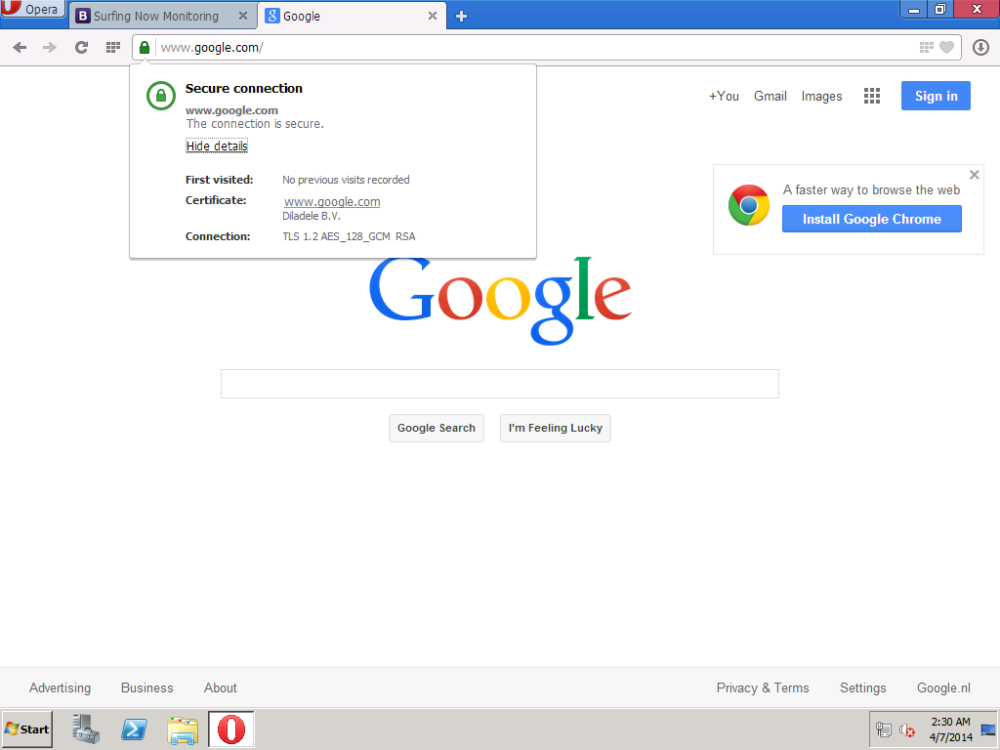 Opera
Surfing Now Monitoring
Google
www.google.com/
Secure connection
www.google.com
The connection is secure.
Hide details
First visited: No previous visits recorded
Certificate: www.google.com
Diladele B.V.
Connection: TLS 1.2 AES_128_GCM RSA
+You Gmail Images Sign in
A faster way to browse the web
Install Google Chrome
Google
Google Search I'm Feeling Lucky
Advertising Business About Privacy & Terms Settings Google.nl
Start
2:30 AM
4/7/2014